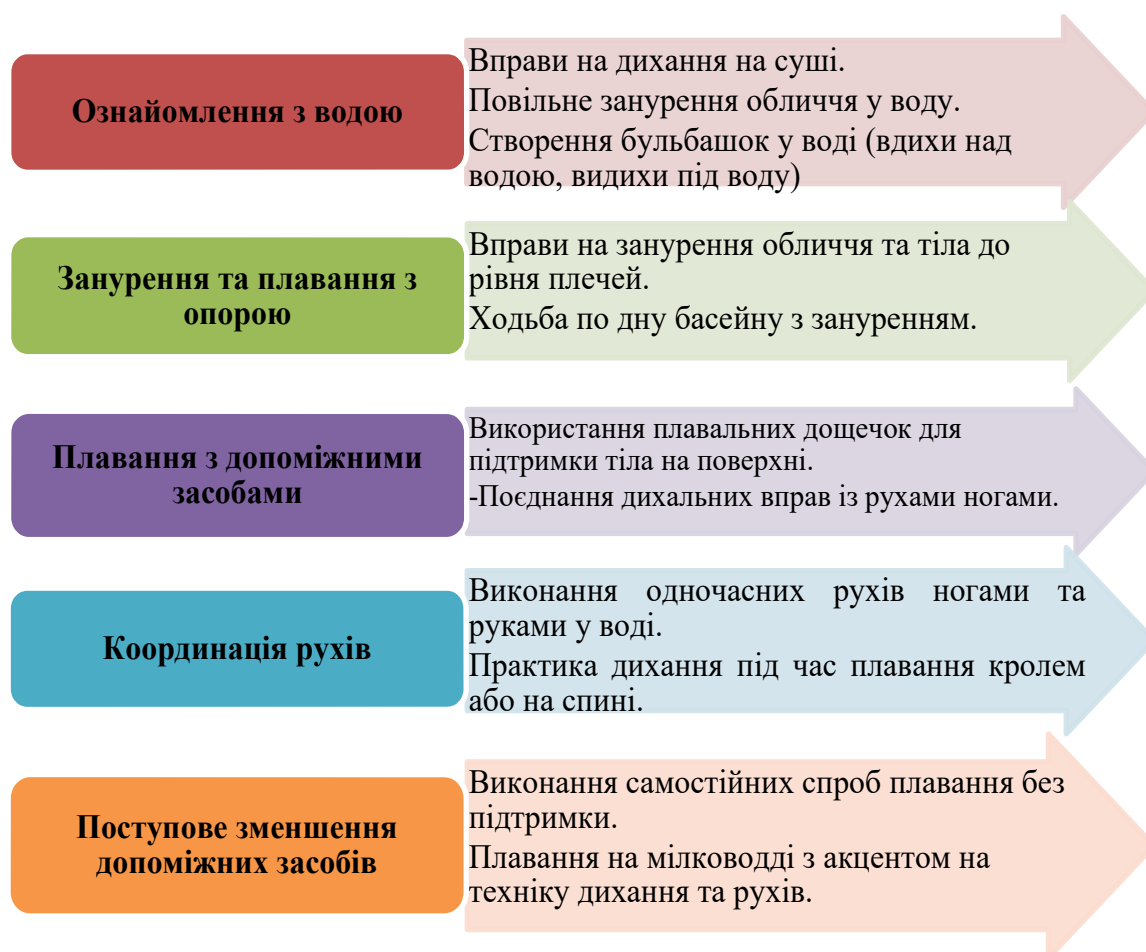 Ознайомлення з водою
Вправи на дихання на суші.
Повільне занурення обличчя у воду.
Створення бульбашок у воді (вдихи над
водою, видихи під воду)
Занурення та плавання з
опорою
Вправи на занурення обличчя та тіла до
рівня плечей.
Ходьба по дну басейну з зануренням.
Плавання з допоміжними
засобами
Використання плавальних дощечок для
підтримки тіла на поверхні.
-Поєднання дихальних вправ із рухами ногами.
Координація рухів
Виконання одночасних рухів ногами та
руками у воді.
Практика дихання під час плавання кролем
або на спині.
Поступове зменшення
допоміжних засобів
Виконання самостійних спроб плавання без
підтримки.
Плавання на мілководді з акцентом на
техніку дихання та рухів.